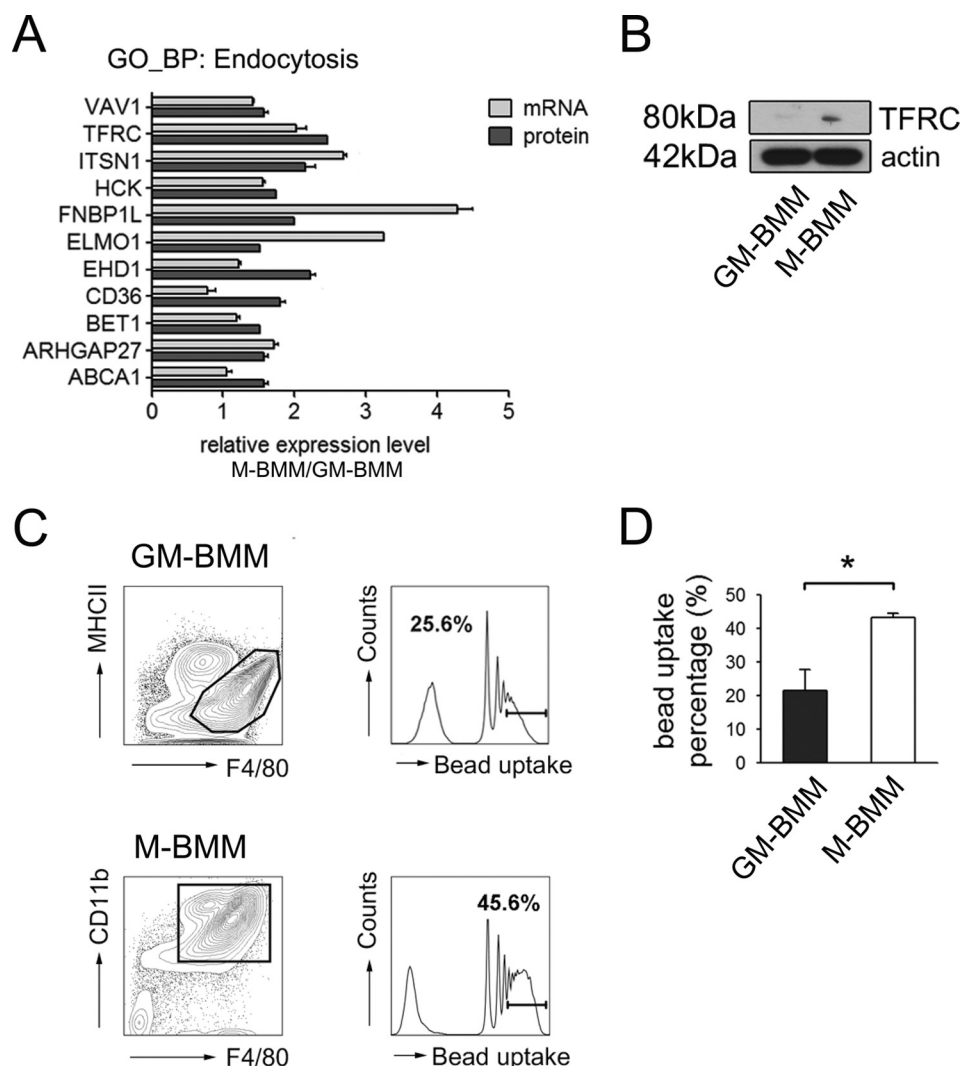 A
GO_BP: Endocytosis
VAV1
TFRC
ITSN1
HCK
FNBP1L
ELMO1
EHD1
CD36
BET1
ARHGAP27
ABCA1
0 1 2 3 4 5
relative expression level
M-BMM/GM-BMM
mRNA
protein
B
80kDa TFRC
42kDa actin
GM-BMM
M-BMM
C
GM-BMM
MHCII
F4/80
Counts
25.6%
Bead uptake
M-BMM
CD11b
F4/80
Counts
45.6%
Bead uptake
D
bead uptake
percentage (%)
50
40
30
20
10
0
*
GM-BMM
M-BMM